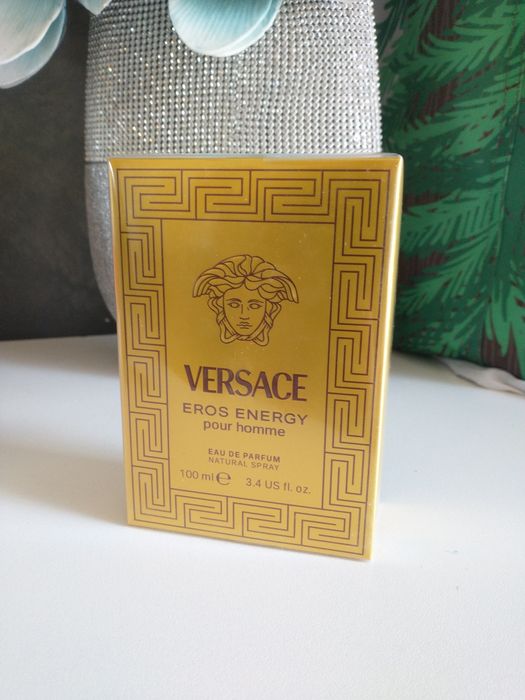 VERSACE
EROS ENERGY
pour homme
EAU DE PARFUM
NATURAL SPRAY
100 ml ℮ 3.4 US fl. oz.